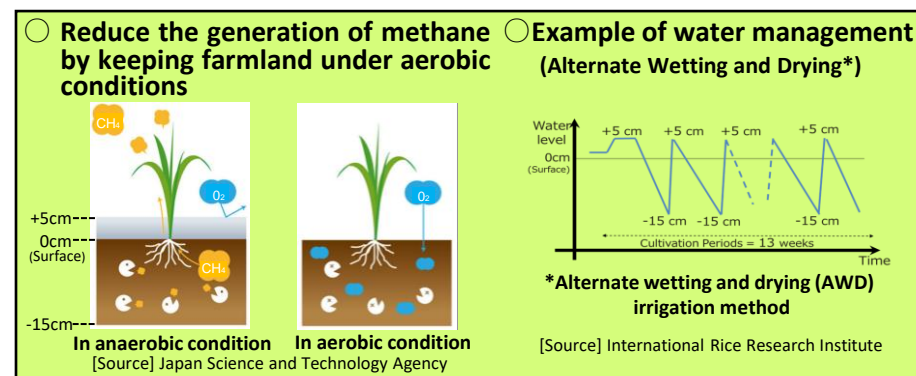 ○ Reduce the generation of methane
by keeping farmland under aerobic
conditions
CH₄
O₂
+5cm
0cm
(Surface)
CH₄
-15cm
In anaerobic condition
O₂
In aerobic condition
[Source] Japan Science and Technology Agency
○Example of water management
(Alternate Wetting and Drying*)
Water
level
0cm
(Surface)
+5 cm +5 cm +5 cm +5 cm
-15 cm -15 cm -15 cm
Cultivation Periods = 13 weeks
Time
*Alternate wetting and drying (AWD)
irrigation method
[Source] International Rice Research Institute